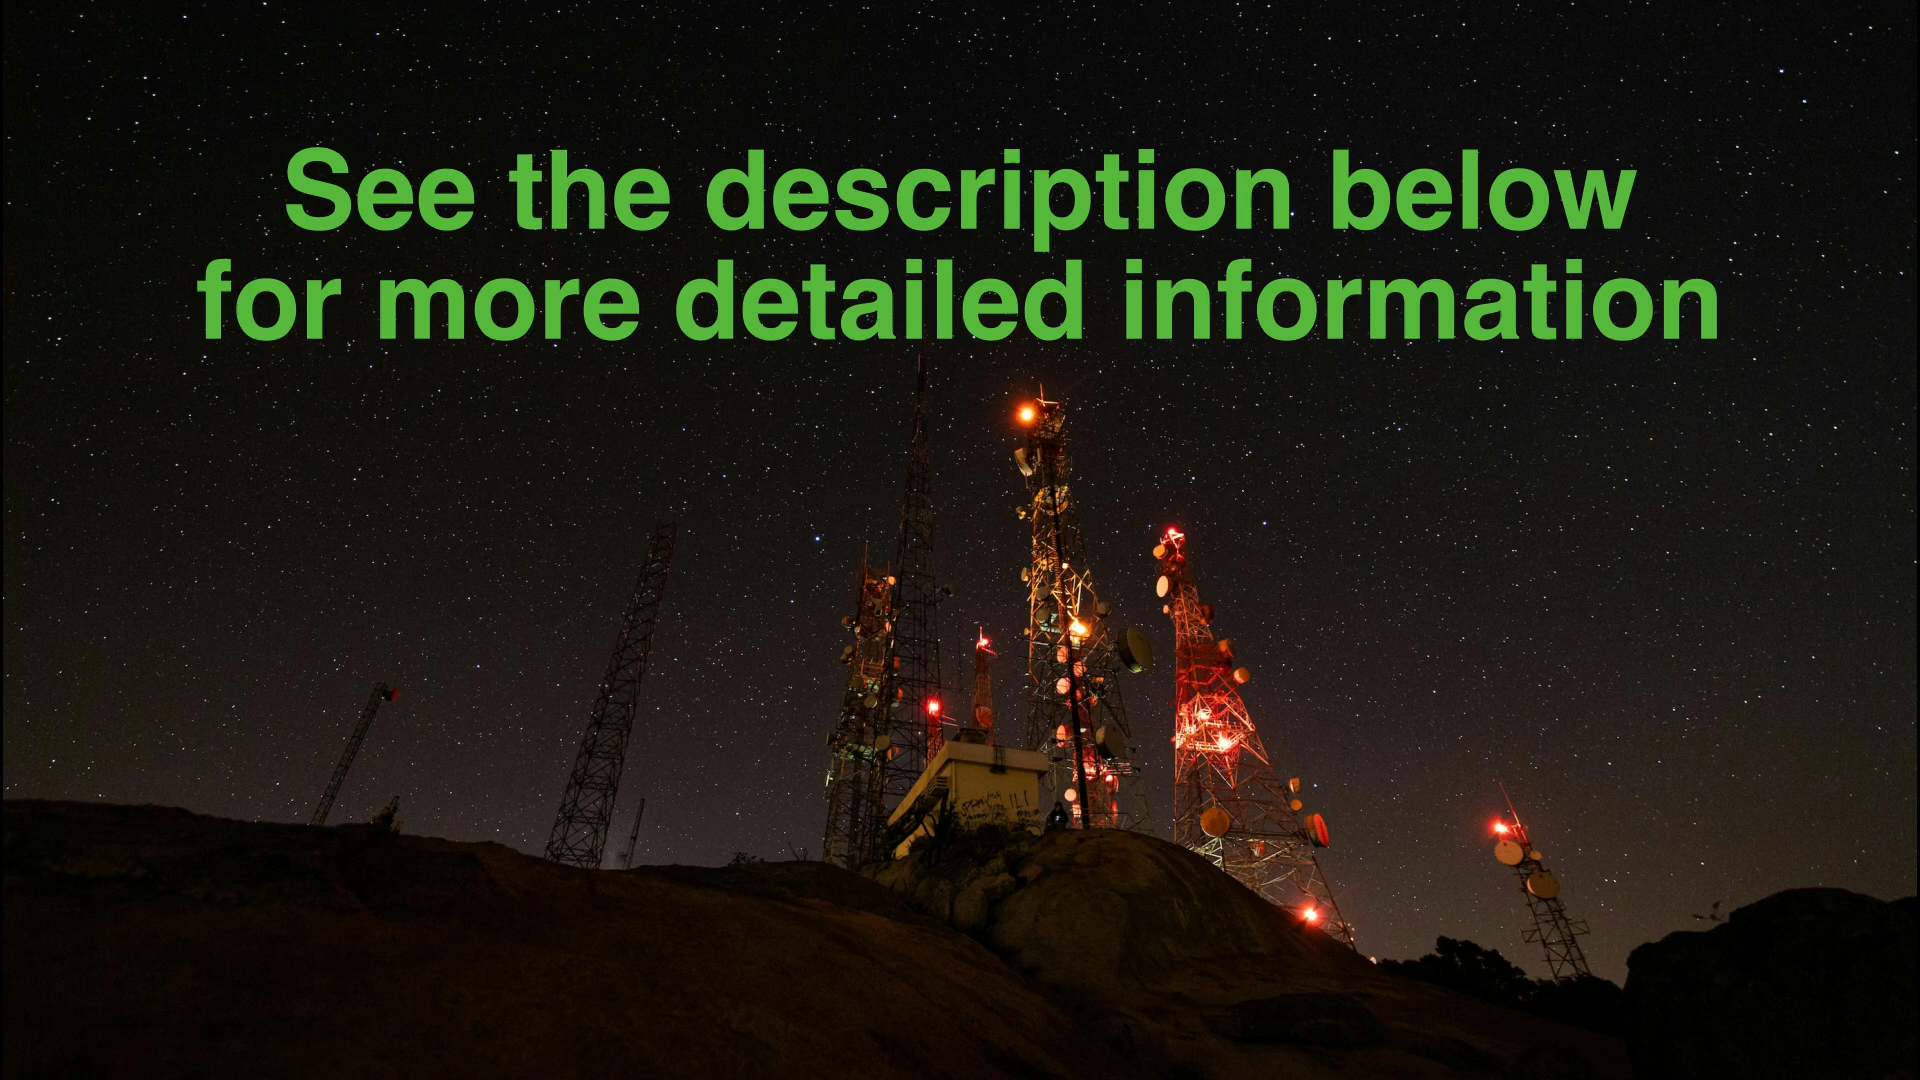 See the description below
for more detailed information